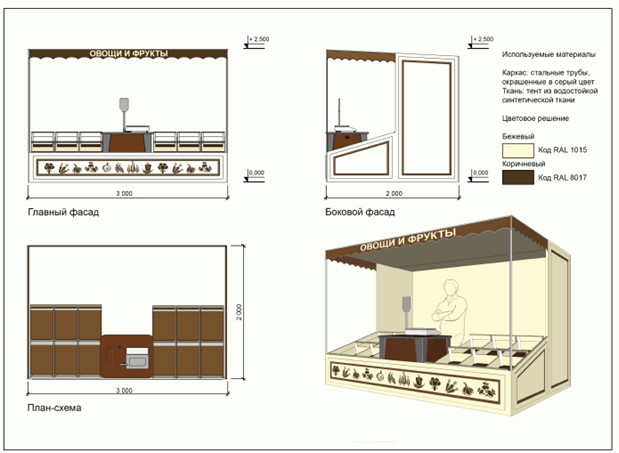 + 2,500
ОВОЩИ И ФРУКТЫ
0,000
3 000
Главный фасад
+ 2,500
0,000
2 000
Боковой фасад
Используемые материалы
Каркас: стальные трубы,
окрашенные в серый цвет
Ткань: тент из водостойкой
синтетической ткани
Цветовое решение
Бежевый
Код RAL 1015
Коричневый
Код RAL 8017
2 000
3 000
План-схема
ОВОЩИ И ФРУКТЫ